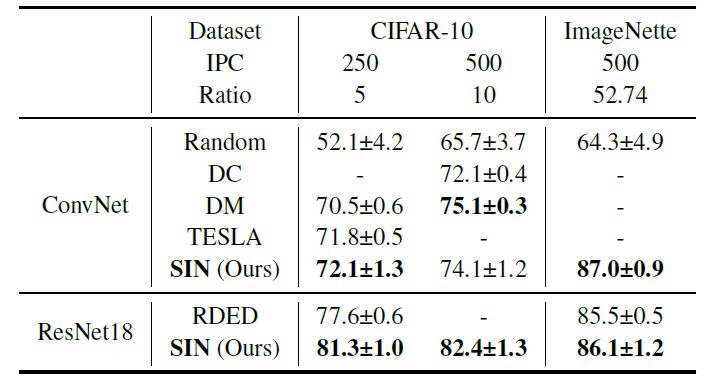 Dataset CIFAR-10 ImageNette
IPC 250 500 500
Ratio 5 10 52.74
Random 52.1±4.2 65.7±3.7 64.3±4.9
DC - 72.1±0.4 -
ConvNet DM 70.5±0.6 75.1±0.3 -
TESLA 71.8±0.5 - -
SIN (Ours) 72.1±1.3 74.1±1.2 87.0±0.9
ResNet18 RDED 77.6±0.6 - 85.5±0.5
SIN (Ours) 81.3±1.0 82.4±1.3 86.1±1.2